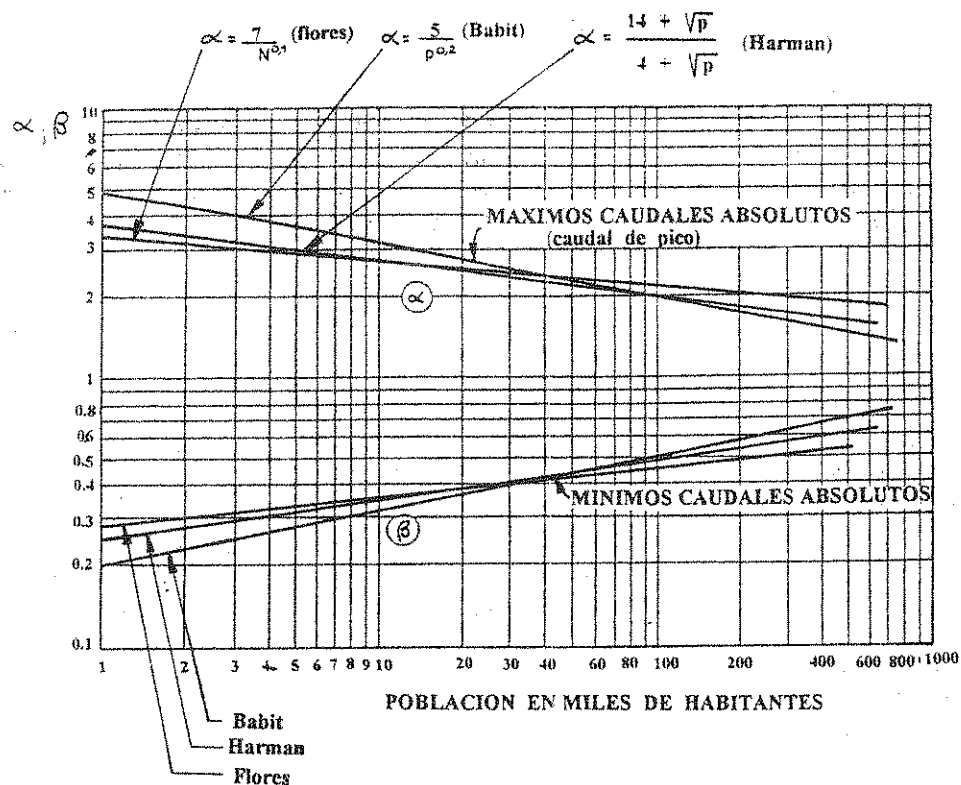 α = 7 / N^0,1 (flores) α = 5 / p^0,2 (Babit) α = 14 + √p / 4 + √p (Harman)
α, β
10
8
6
5
4
3
2
1
0.8
0.6
0.5
0.4
0.3
0.2
0.1
MAXIMOS CAUDALES ABSOLUTOS
(caudal de pico)
α
MINIMOS CAUDALES ABSOLUTOS
β
1 2 3 4 5 6 7 8 9 10 20 30 40 60 80 100 200 400 600 800 1000
POBLACION EN MILES DE HABITANTES
Babit
Harman
Flores